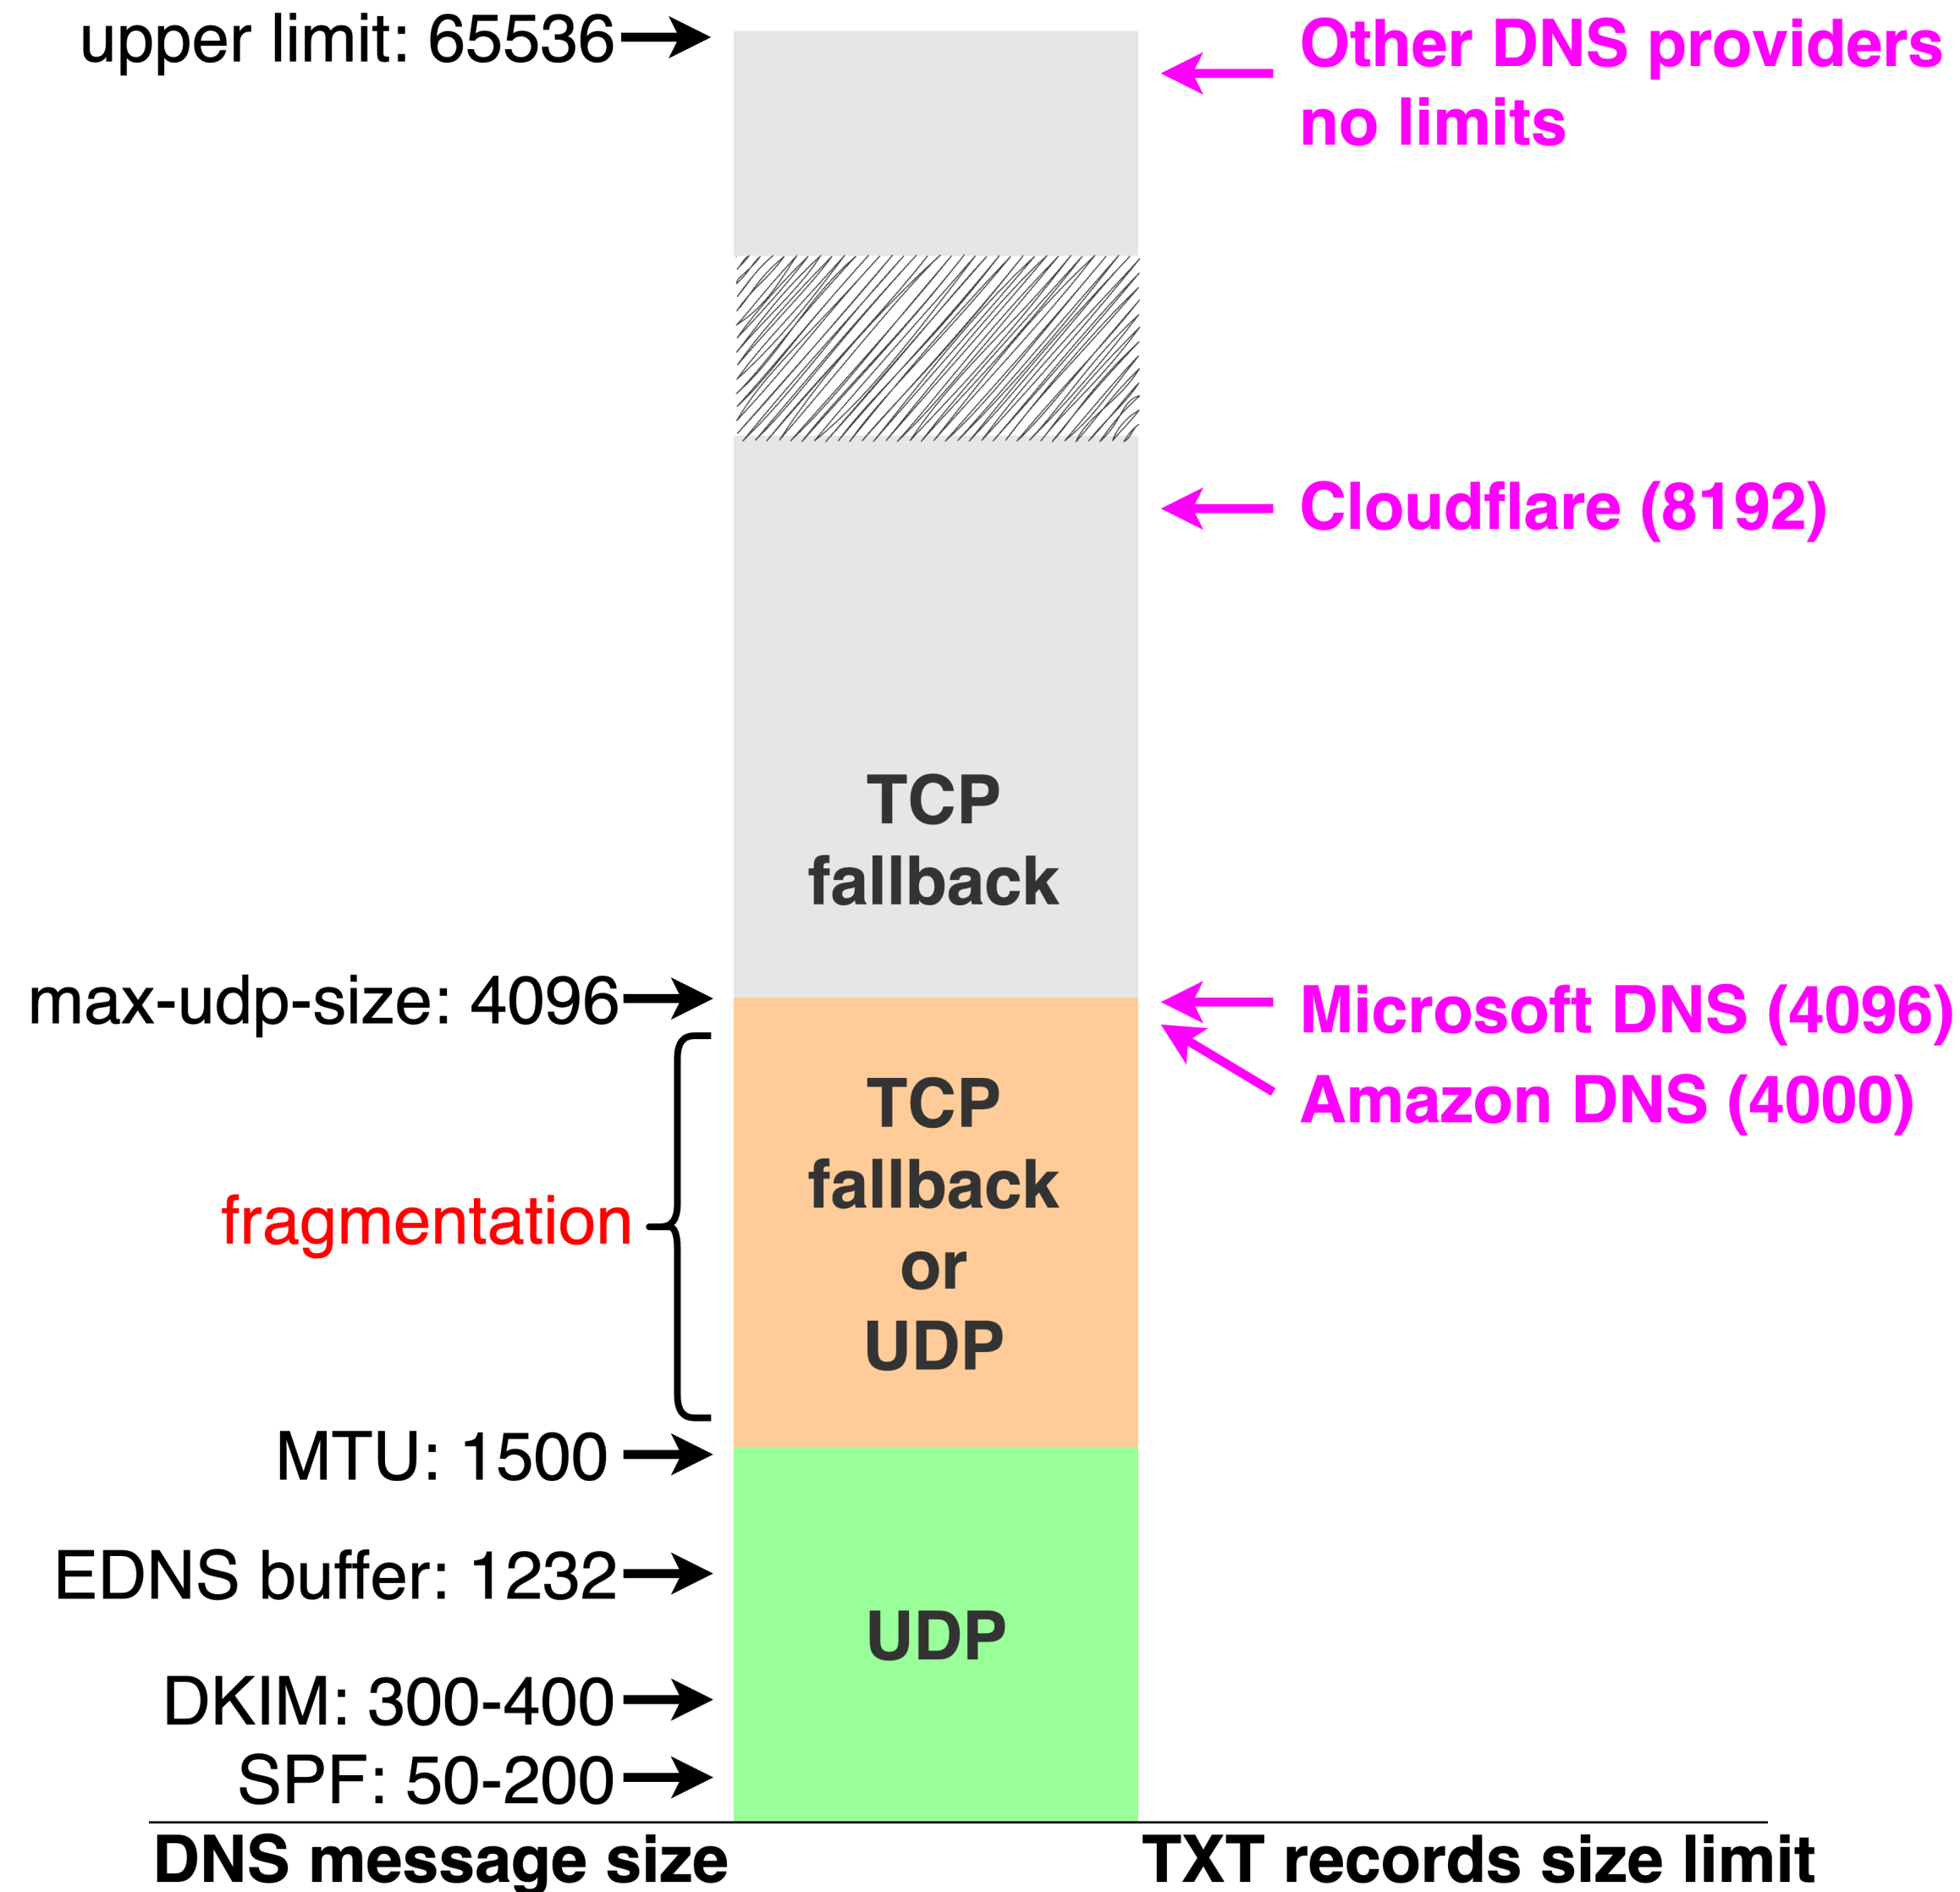 upper limit: 65536
Other DNS providers
no limits
Cloudflare (8192)
TCP
fallback
max-udp-size: 4096
Microsoft DNS (4096)
Amazon DNS (4000)
TCP
fallback
or
UDP
fragmentation
MTU: 1500
EDNS buffer: 1232
UDP
DKIM: 300-400
SPF: 50-200
DNS message size
TXT records size limit